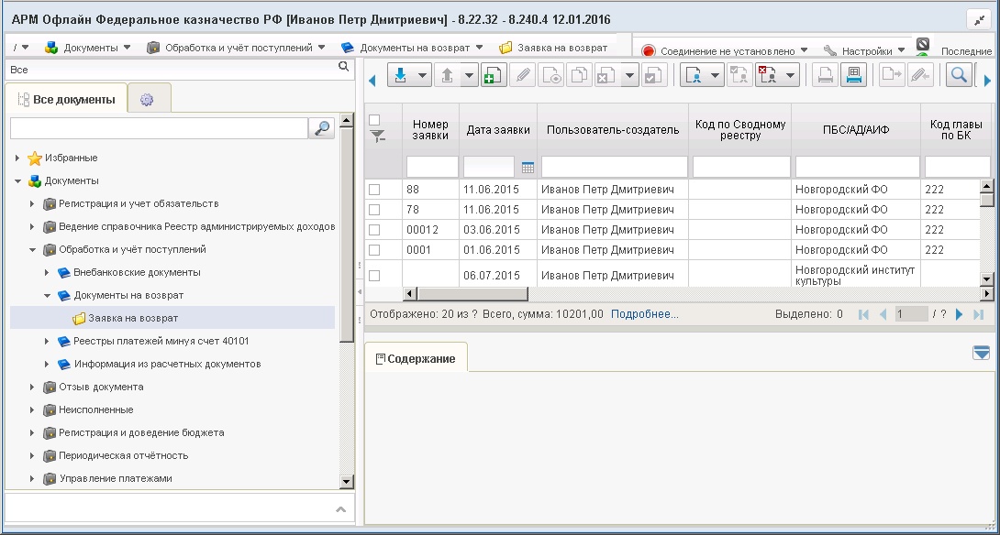 АРМ Офлайн Федеральное казначество РФ [Иванов Петр Дмитриевич] - 8.22.32 - 8.240.4 12.01.2016
/ Документы Обработка и учёт поступлений Документы на возврат Заявка на возврат Соединение не установлено Настройки Последние
Все
Все документы
Избранные
Документы
Регистрация и учет обязательств
Ведение справочника Реестр администрируемых доходов
Обработка и учёт поступлений
Внебанковские документы
Документы на возврат
Заявка на возврат
Реестры платежей минуя счет 40101
Информация из расчетных документов
Отзыв документа
Неисполненные
Регистрация и доведение бюджета
Периодическая отчётность
Управление платежами
Номер заявки Дата заявки Пользователь-создатель Код по Сводному реестру ПБС/АД/АИФ Код главы по БК
88 11.06.2015 Иванов Петр Дмитриевич Новгородский ФО 222
78 11.06.2015 Иванов Петр Дмитриевич Новгородский ФО 222
00012 03.06.2015 Иванов Петр Дмитриевич Новгородский ФО 222
0001 01.06.2015 Иванов Петр Дмитриевич Новгородский ФО 222
06.07.2015 Иванов Петр Дмитриевич Новгородский институт культуры
Отображено: 20 из ? Всего, сумма: 10201,00 Подробнее... Выделено: 0 1 / ?
Содержание